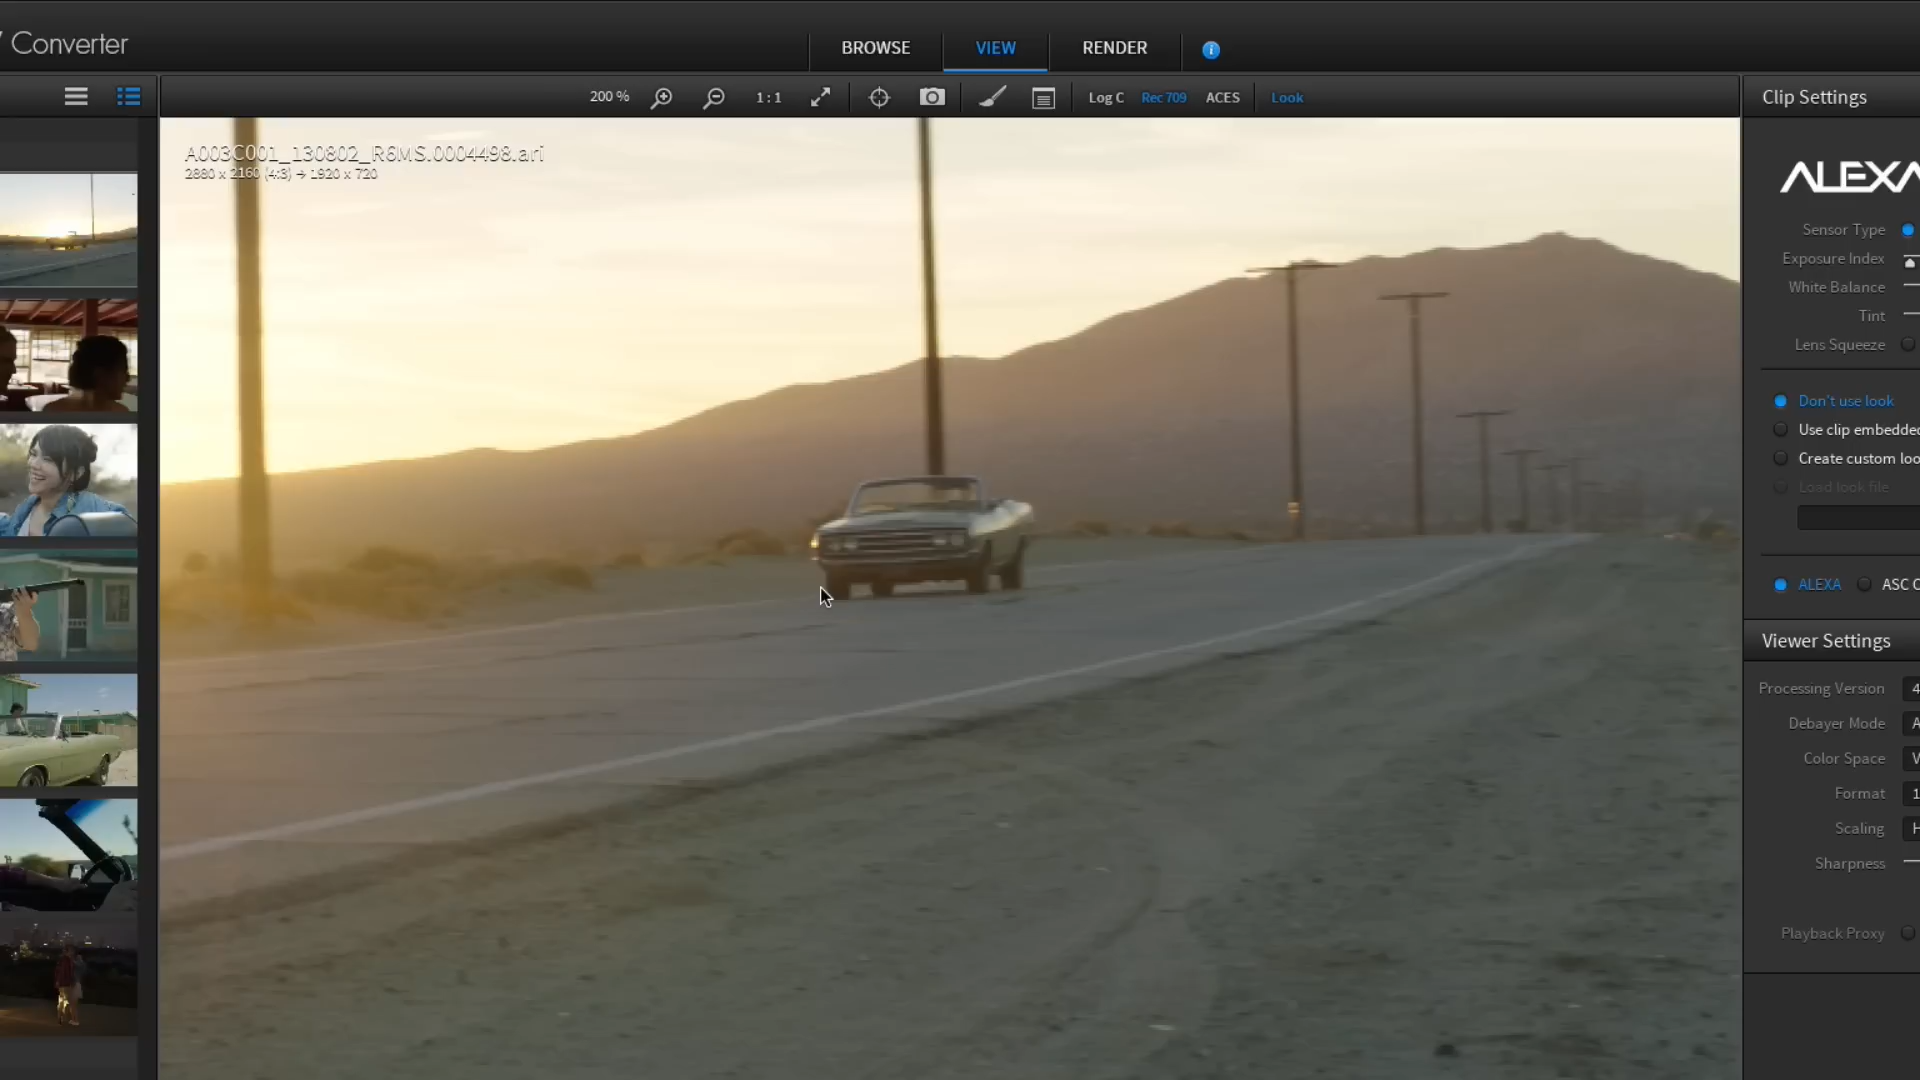 Converter
BROWSE
VIEW
RENDER
i
200 %
1 : 1
Log C
Rec 709
ACES
Look
Clip Settings
A003C001_130802_R6MS.0004498.ari
2880 x 2160 (4:3) → 1920 x 720
ALEXA
Sensor Type
Exposure Index
White Balance
Tint
Lens Squeeze
Don't use look
Use clip embedded
Create custom loo
Load look file
ALEXA
ASC C
Viewer Settings
Processing Version
4
Debayer Mode
A
Color Space
Format
1
Scaling
H
Sharpness
Playback Proxy